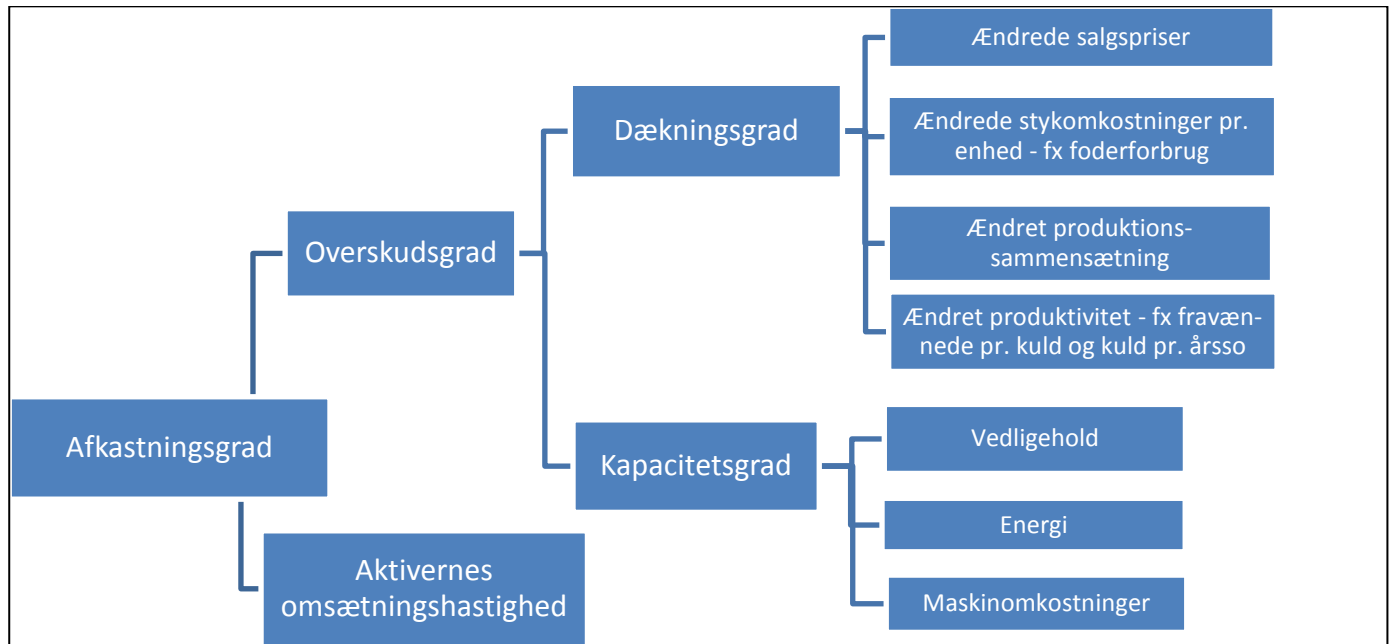 Ændrede salgspriser
Dækningsgrad
Ændrede stykomkostninger pr.
enhed - fx foderforbrug
Overskudsgrad
Ændret produktions-
sammensætning
Ændret produktivitet - fx fravæn-
nede pr. kuld og kuld pr. årsso
Afkastningsgrad
Kapacitetsgrad
Vedligehold
Energi
Aktivernes
omsætningshastighed
Maskinomkostninger